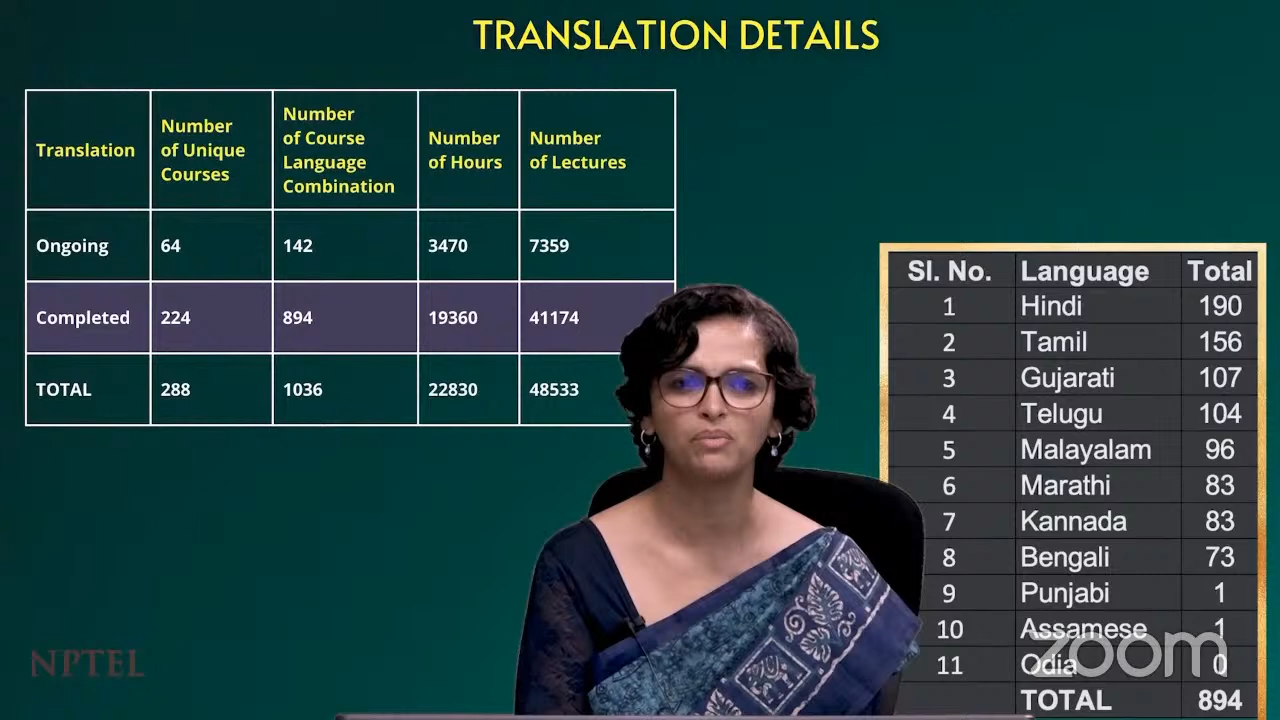 TRANSLATION DETAILS
Translation
Number of Unique Courses
Number of Course Language Combination
Number of Hours
Number of Lectures
Ongoing 64 142 3470 7359
Completed 224 894 19360 41174
TOTAL 288 1036 22830 48533
Sl. No. Language Total
1 Hindi 190
2 Tamil 156
3 Gujarati 107
4 Telugu 104
5 Malayalam 96
6 Marathi 83
7 Kannada 83
8 Bengali 73
9 Punjabi 1
10 Assamese 1
11 Odia 0
TOTAL 894
NPTEL
zoom